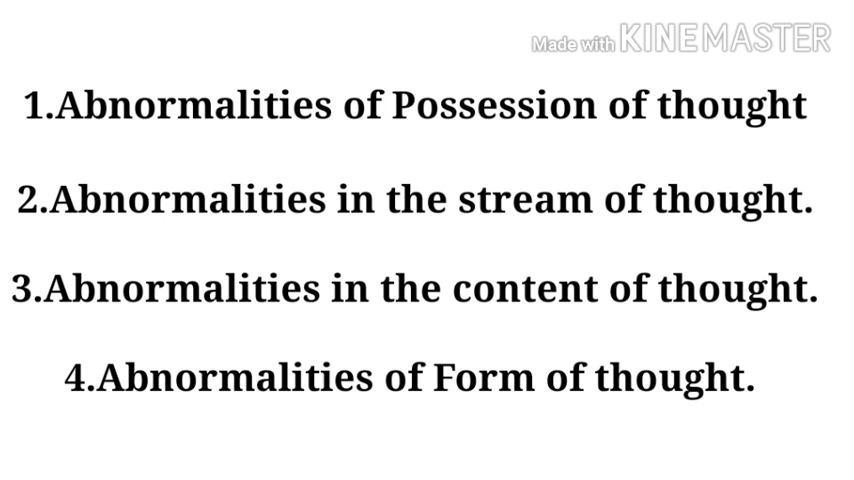 Made with KINEMASTER
1.Abnormalities of Possession of thought
2.Abnormalities in the stream of thought.
3.Abnormalities in the content of thought.
4.Abnormalities of Form of thought.